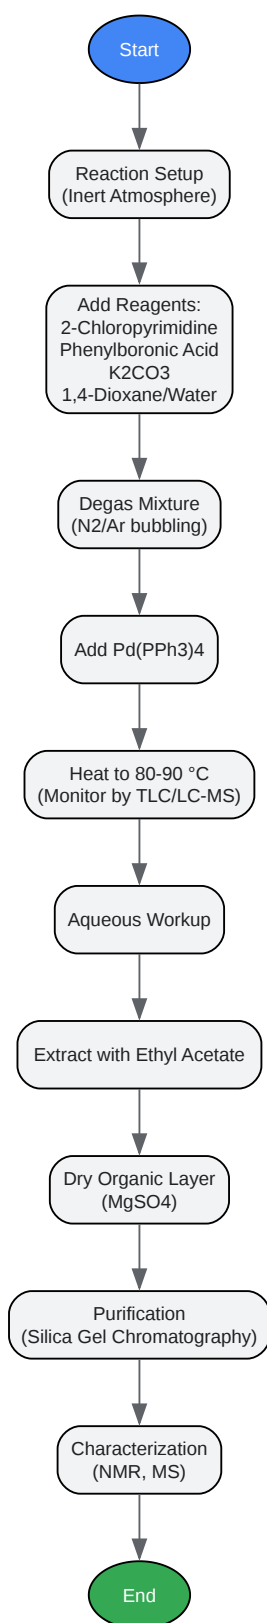 Start
Reaction Setup
(Inert Atmosphere)
Add Reagents:
2-Chloropyrimidine
Phenylboronic Acid
K2CO3
1,4-Dioxane/Water
Degas Mixture
(N2/Ar bubbling)
Add Pd(PPh3)4
Heat to 80-90 °C
(Monitor by TLC/LC-MS)
Aqueous Workup
Extract with Ethyl Acetate
Dry Organic Layer
(MgSO4)
Purification
(Silica Gel Chromatography)
Characterization
(NMR, MS)
End